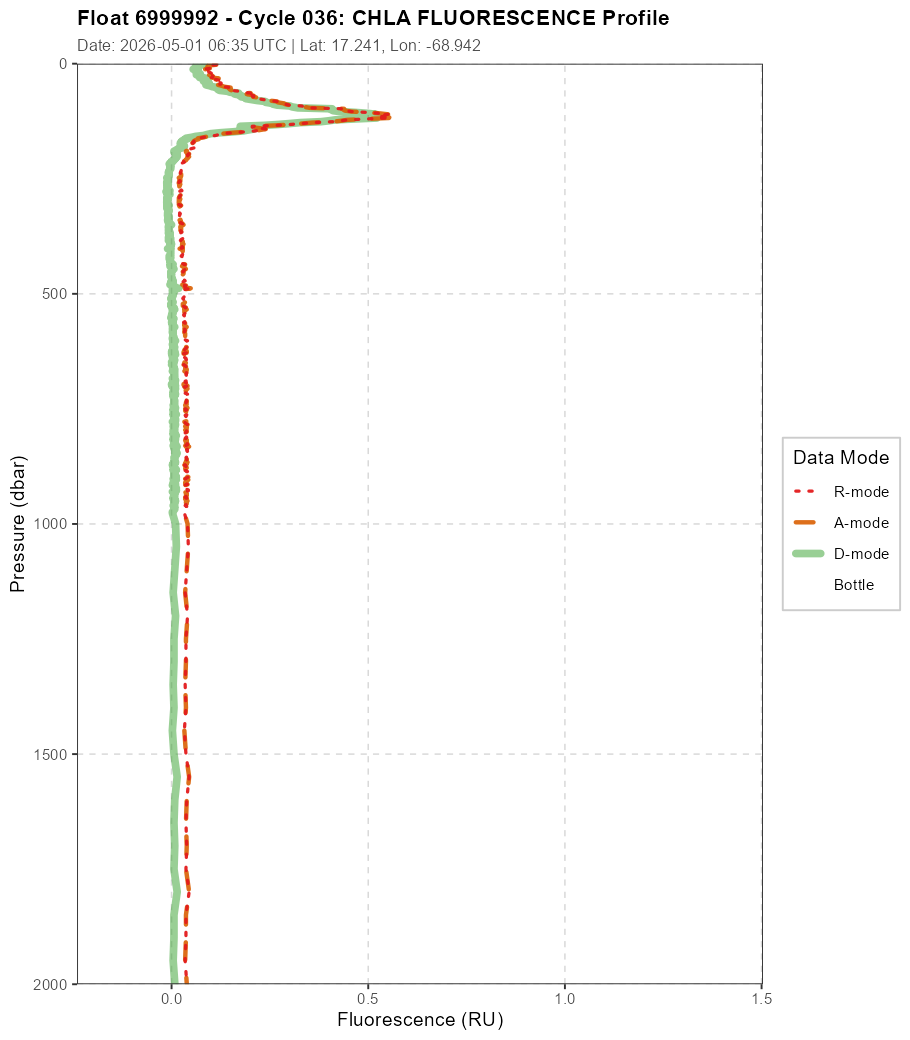 Float 6999992 - Cycle 036: CHLA FLUORESCENCE Profile
Date: 2026-05-01 06:35 UTC | Lat: 17.241, Lon: -68.942
0
500
1000
1500
2000
Pressure (dbar)
0.0
0.5
1.0
1.5
Fluorescence (RU)
Data Mode
R-mode
A-mode
D-mode
Bottle